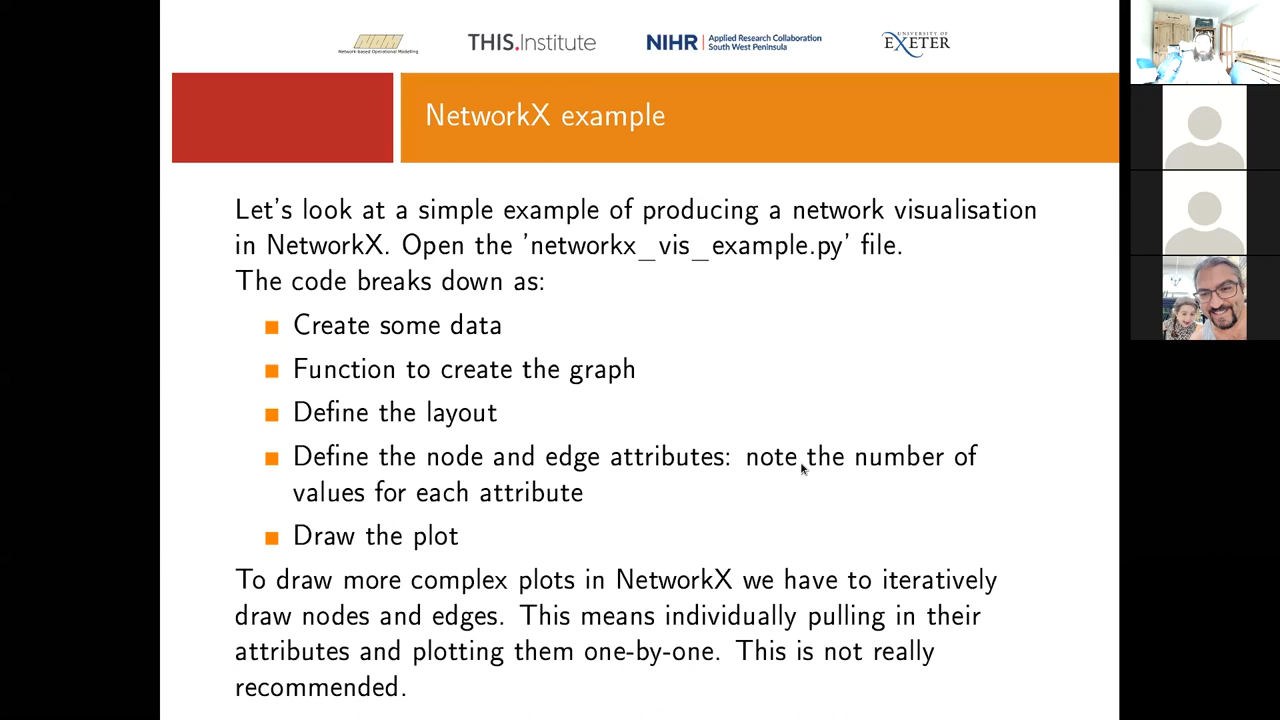 Network-based Operational Modelling
THIS.Institute
NIHR | Applied Research Collaboration
South West Peninsula
UNIVERSITY OF
EXETER
NetworkX example
Let's look at a simple example of producing a network visualisation
in NetworkX. Open the 'networkx_vis_example.py' file.
The code breaks down as:
Create some data
Function to create the graph
Define the layout
Define the node and edge attributes: note the number of
values for each attribute
Draw the plot
To draw more complex plots in NetworkX we have to iteratively
draw nodes and edges. This means individually pulling in their
attributes and plotting them one-by-one. This is not really
recommended.